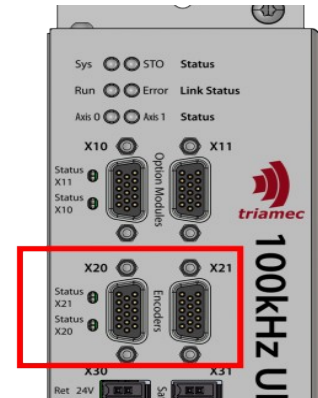 Sys STO Status
Run Error Link Status
Axis 0 Axis 1 Status
X10 X11
Status
X11
Status
X10
Option Modules
triamec
X20 X21
Status
X21
Status
X20
Encoders
100kHz
X30 X31
Ret 24V